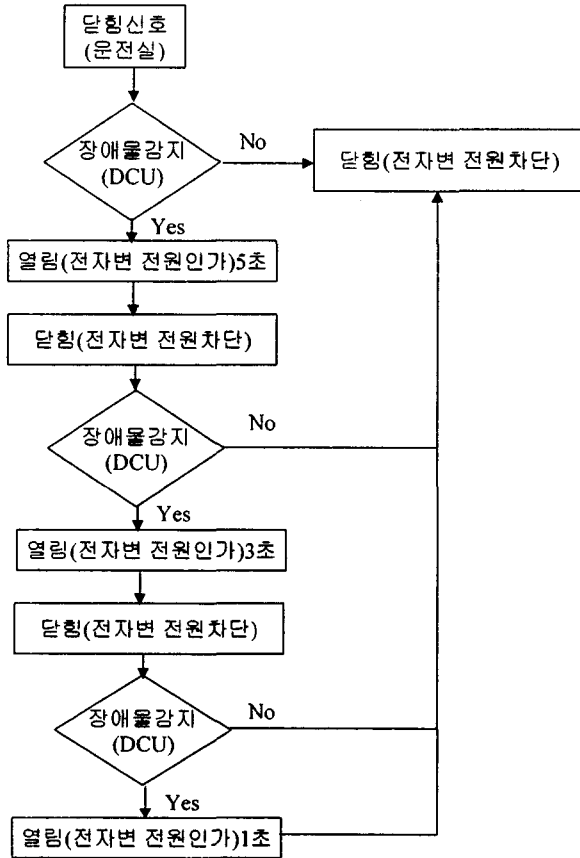 닫힘신호
(운전실)
장애물감지
(DCU)
No
닫힘(전자변 전원차단)
Yes
열림(전자변 전원인가)5초
닫힘(전자변 전원차단)
장애물감지
(DCU)
No
Yes
열림(전자변 전원인가)3초
닫힘(전자변 전원차단)
장애물감지
(DCU)
No
Yes
열림(전자변 전원인가)1초